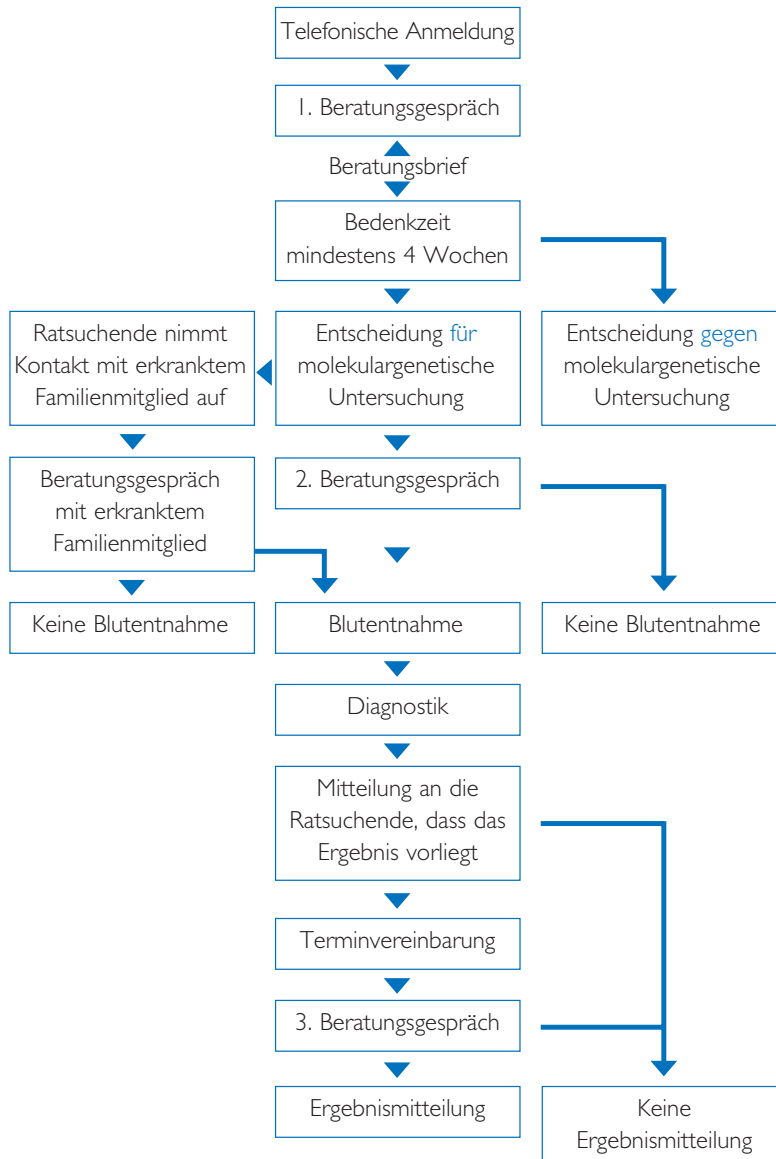 Telefonische Anmeldung
1. Beratungsgespräch
Beratungsbrief
Bedenkzeit
mindestens 4 Wochen
Ratsuchende nimmt
Kontakt mit erkranktem
Familienmitglied auf
Entscheidung für
molekulargenetische
Untersuchung
Entscheidung gegen
molekulargenetische
Untersuchung
Beratungsgespräch
mit erkranktem
Familienmitglied
2. Beratungsgespräch
Keine Blutentnahme
Blutentnahme
Keine Blutentnahme
Diagnostik
Mitteilung an die
Ratsuchende, dass das
Ergebnis vorliegt
Terminvereinbarung
3. Beratungsgespräch
Ergebnismitteilung
Keine
Ergebnismitteilung